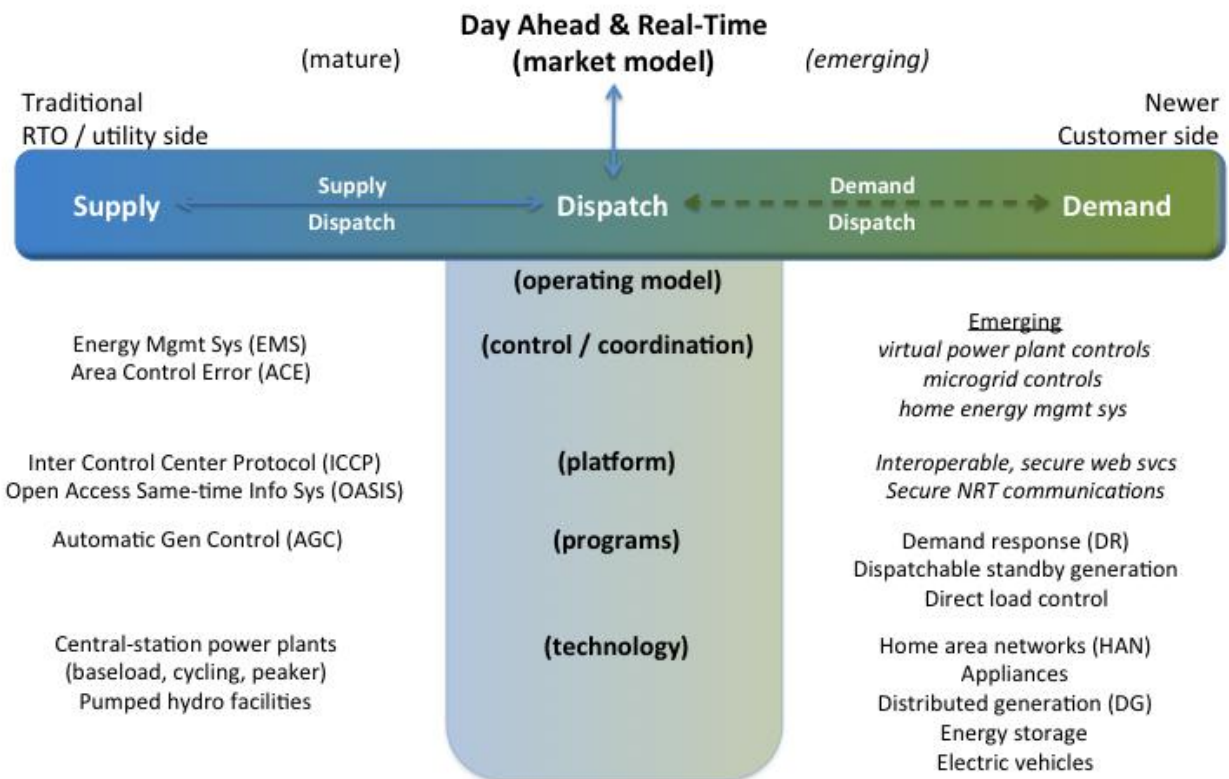 Day Ahead & Real-Time
(mature)
(market model)
(emerging)
Traditional
RTO / utility side
Newer
Customer side
Supply
Supply
Dispatch
Dispatch
Demand
Dispatch
Demand
(operating model)
Energy Mgmt Sys (EMS)
Area Control Error (ACE)
(control / coordination)
Emerging
virtual power plant controls
microgrid controls
home energy mgmt sys
Inter Control Center Protocol (ICCP)
Open Access Same-time Info Sys (OASIS)
(platform)
Interoperable, secure web svcs
Secure NRT communications
Automatic Gen Control (AGC)
(programs)
Demand response (DR)
Dispatchable standby generation
Direct load control
Central-station power plants
(baseload, cycling, peaker)
Pumped hydro facilities
(technology)
Home area networks (HAN)
Appliances
Distributed generation (DG)
Energy storage
Electric vehicles